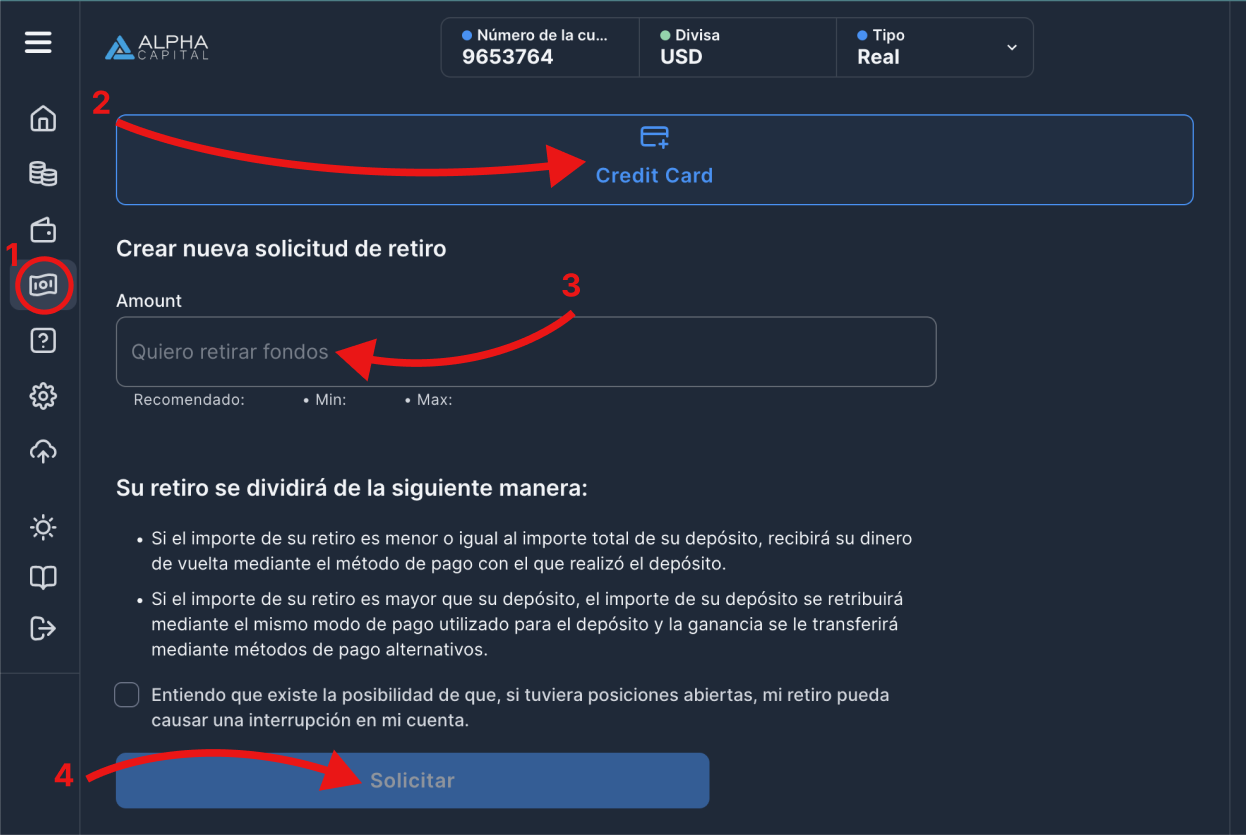 ALPHA
CAPITAL
Número de la cu...
9653764
Divisa
USD
Tipo
Real
2
Credit Card
1
Crear nueva solicitud de retiro
3
Amount
Quiero retirar fondos
Recomendado: • Min: • Max:
Su retiro se dividirá de la siguiente manera:
• Si el importe de su retiro es menor o igual al importe total de su depósito, recibirá su dinero
de vuelta mediante el método de pago con el que realizó el depósito.
• Si el importe de su retiro es mayor que su depósito, el importe de su depósito se retribuirá
mediante el mismo modo de pago utilizado para el depósito y la ganancia se le transferirá
mediante métodos de pago alternativos.
Entiendo que existe la posibilidad de que, si tuviera posiciones abiertas, mi retiro pueda
causar una interrupción en mi cuenta.
4
Solicitar